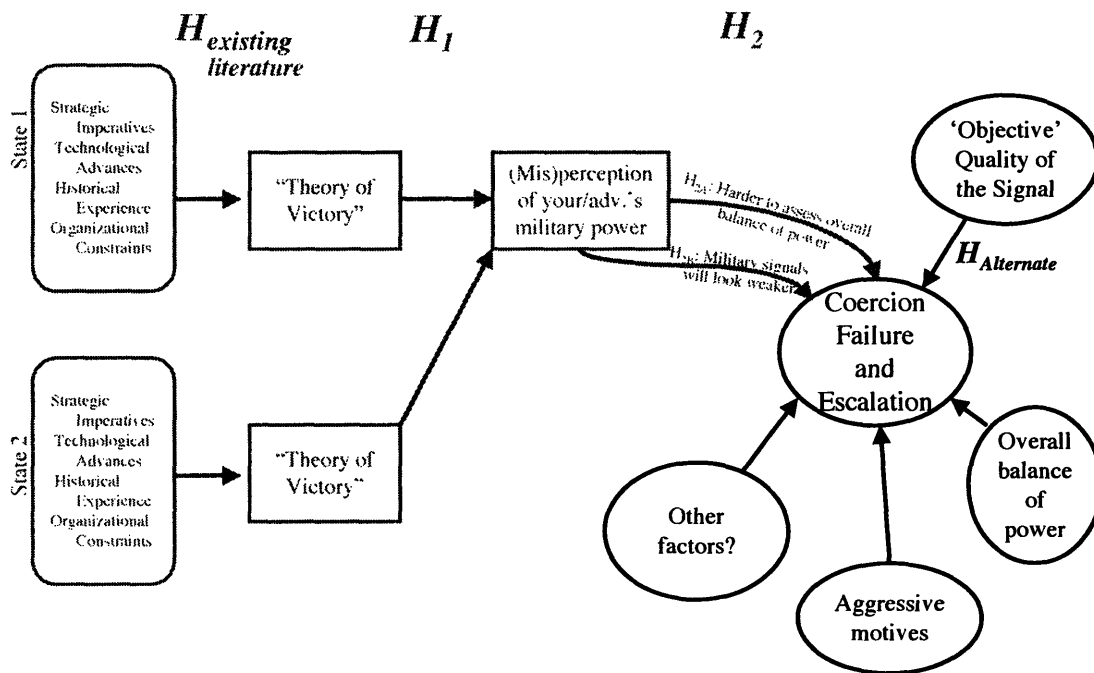 H existing literature
H1
H2
State 1
Strategic
Imperatives
Technological
Advances
Historical
Experience
Organizational
Constraints
“Theory of
Victory”
(Mis)perception
of your/adv.'s
military power
H2A: Harder to assess overall
balance of power
H2B: Military signals
will look weaker
‘Objective’
Quality of
the Signal
HAlternate
Coercion
Failure
and
Escalation
State 2
Strategic
Imperatives
Technological
Advances
Historical
Experience
Organizational
Constraints
“Theory of
Victory”
Other
factors?
Aggressive
motives
Overall
balance
of
power